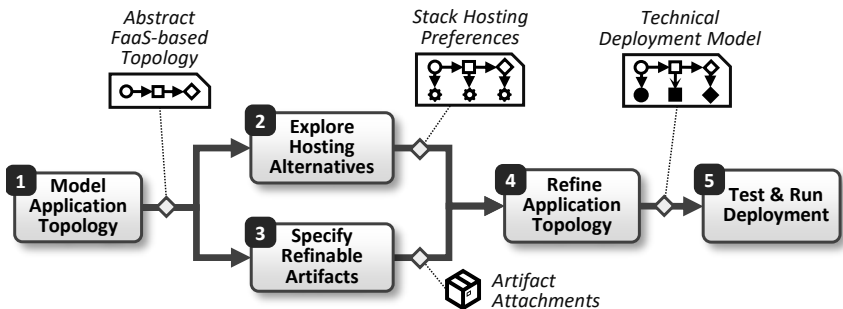 Abstract
FaaS-based
Topology
Stack Hosting
Preferences
Technical
Deployment Model
1
Model
Application
Topology
2
Explore
Hosting
Alternatives
3
Specify
Refinable
Artifacts
Artifact
Attachments
4
Refine
Application
Topology
5
Test & Run
Deployment